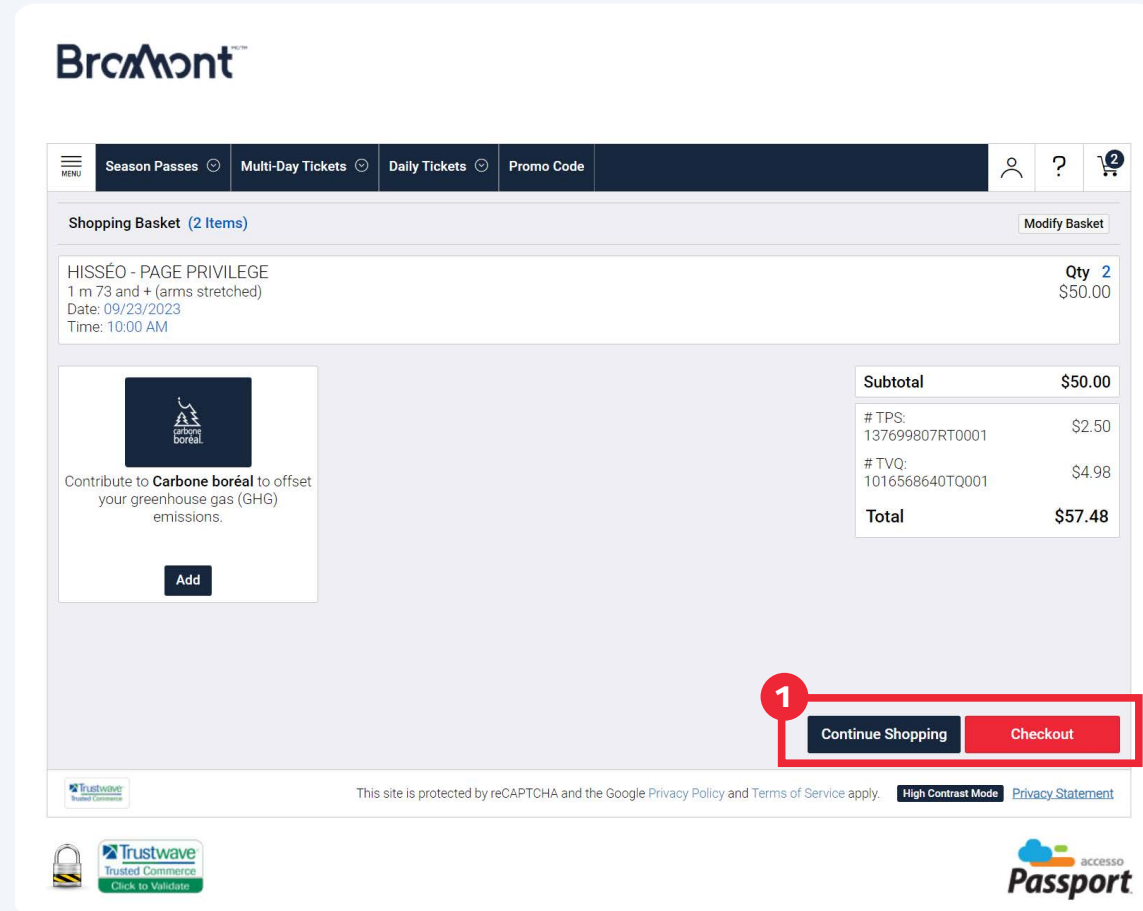 Bromont MC/TM
MENU
Season Passes
Multi-Day Tickets
Daily Tickets
Promo Code
?
2
Shopping Basket (2 Items)
Modify Basket
HISSÉO - PAGE PRIVILEGE
Qty 2
1 m 73 and + (arms stretched)
$50.00
Date: 09/23/2023
Time: 10:00 AM
carbone
boréal.
Contribute to Carbone boréal to offset
your greenhouse gas (GHG)
emissions.
Add
Subtotal $50.00
# TPS:
137699807RT0001 $2.50
# TVQ:
1016568640TQ001 $4.98
Total $57.48
1
Continue Shopping
Checkout
Trustwave
Trusted Commerce
This site is protected by reCAPTCHA and the Google Privacy Policy and Terms of Service apply.
High Contrast Mode
Privacy Statement
Trustwave
Trusted Commerce
Click to Validate
accesso
Passport